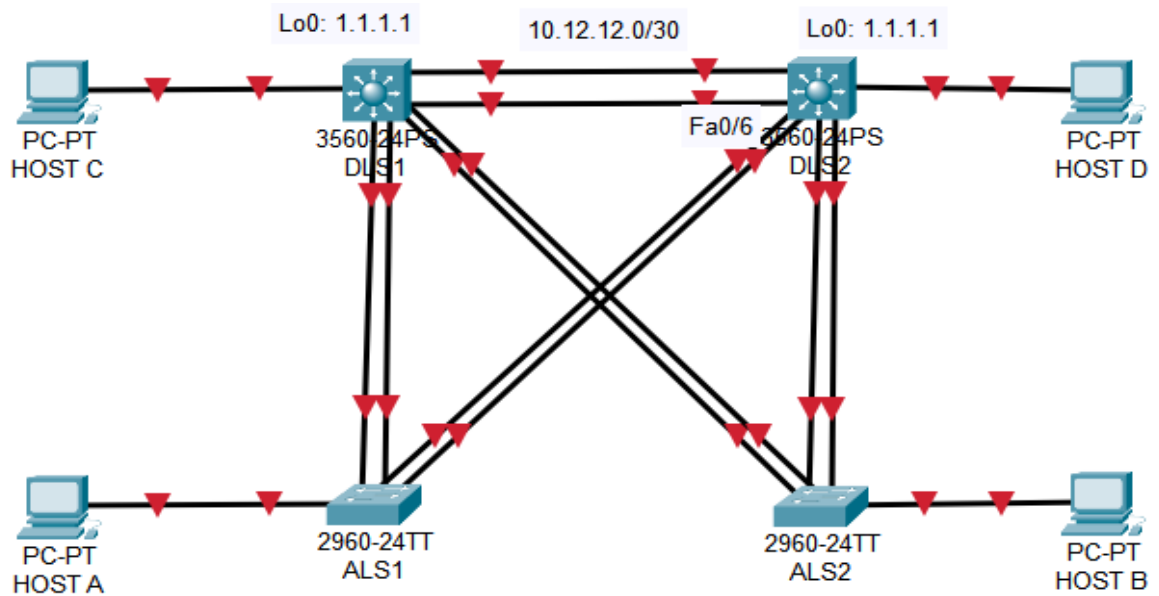 Lo0: 1.1.1.1
10.12.12.0/30
Lo0: 1.1.1.1
PC-PT
HOST C
3560-24PS
DLS1
Fa0/6
3560-24PS
DLS2
PC-PT
HOST D
PC-PT
HOST A
2960-24TT
ALS1
2960-24TT
ALS2
PC-PT
HOST B